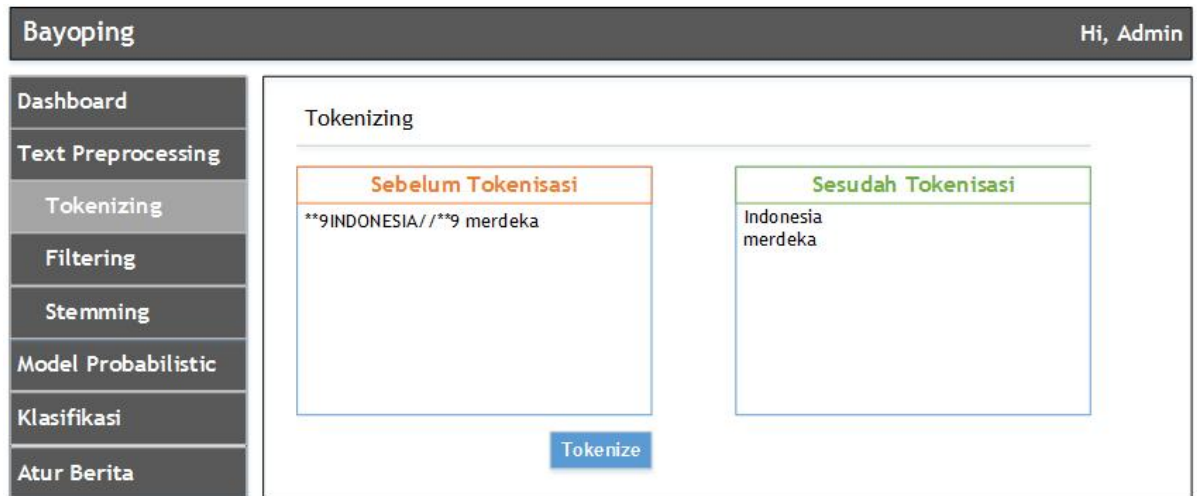 Bayoping
Hi, Admin
Dashboard
Text Preprocessing
Tokenizing
Filtering
Stemming
Model Probabilistic
Klasifikasi
Atur Berita
Tokenizing
Sebelum Tokenisasi
**9INDONESIA//**9 merdeka
Tokenize
Sesudah Tokenisasi
Indonesia
merdeka